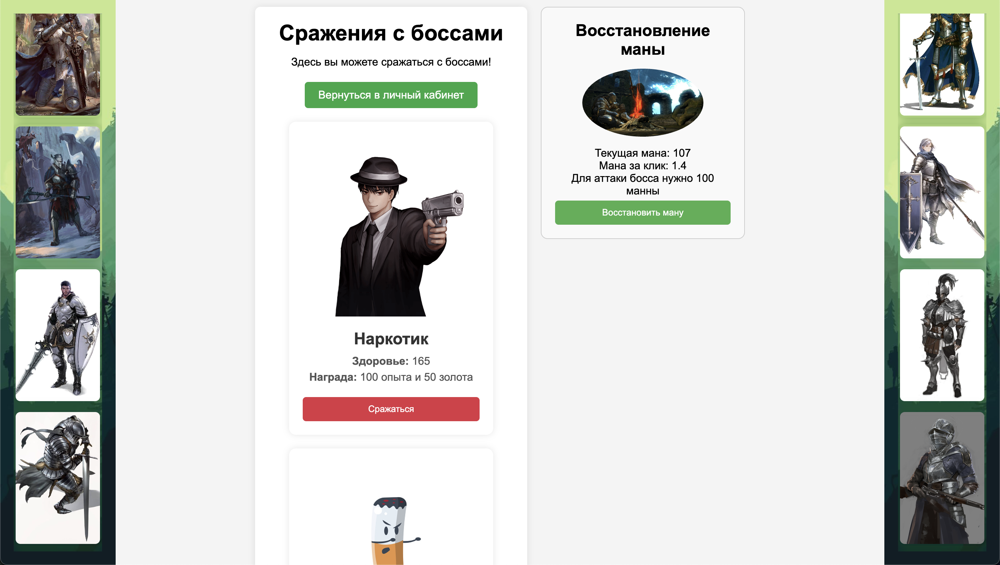 Сражения с боссами
Здесь вы можете сражаться с боссами!
Вернуться в личный кабинет
Наркотик
Здоровье: 165
Награда: 100 опыта и 50 золота
Сражаться
Восстановление
маны
Текущая мана: 107
Мана за клик: 1.4
Для аттаки босса нужно 100
манны
Восстановить ману